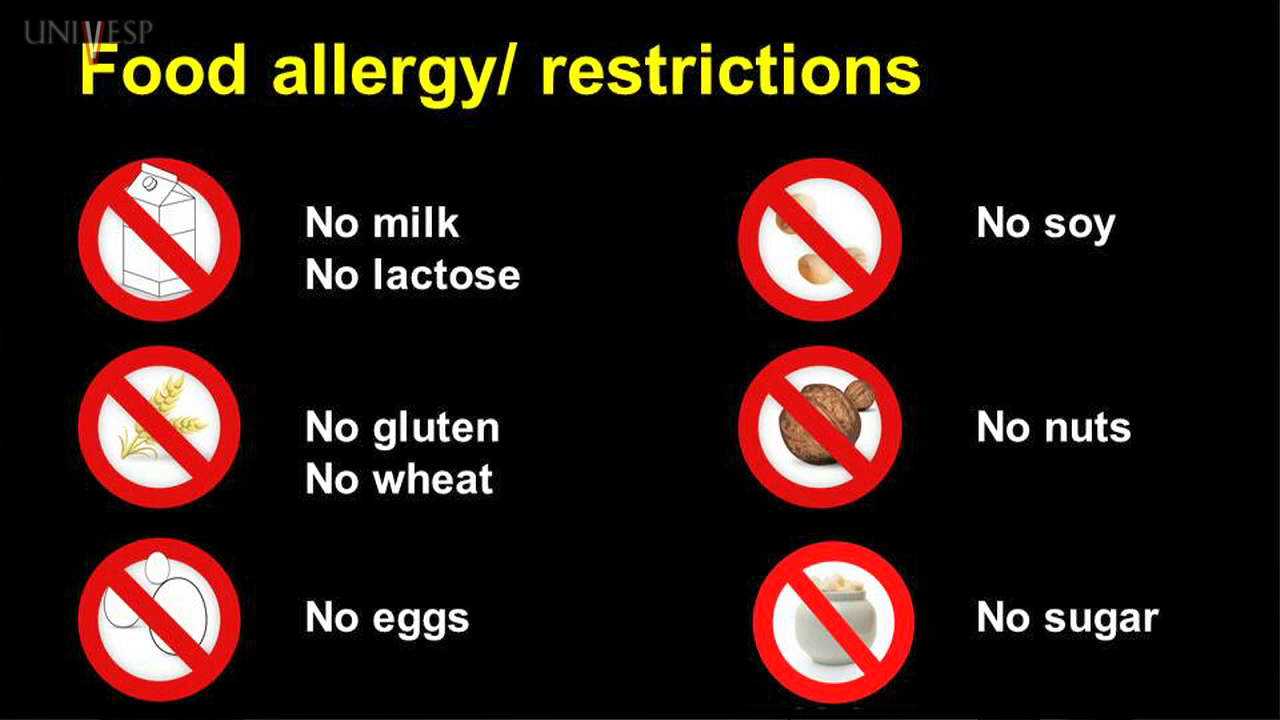 UNIVESP
Food allergy/ restrictions
No milk
No lactose
No soy
No gluten
No wheat
No nuts
No eggs
No sugar